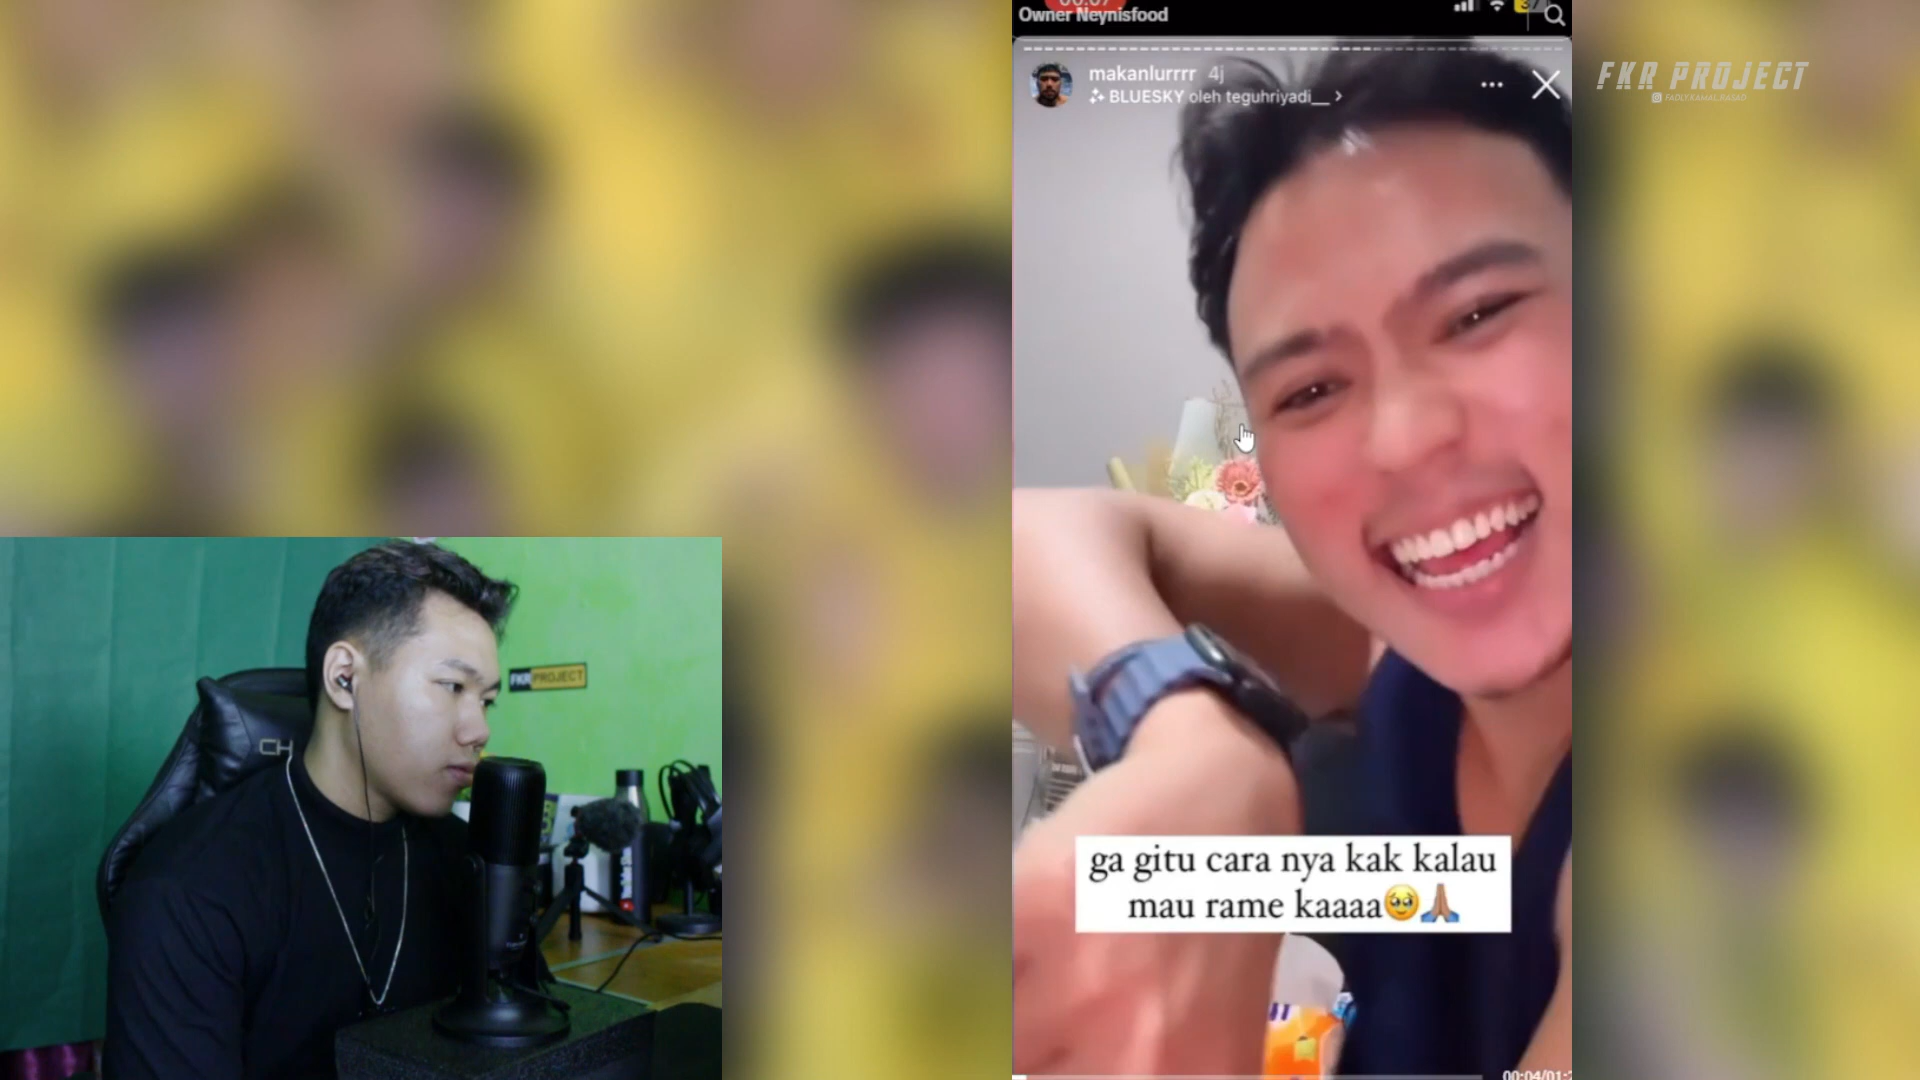 Owner Neynisfood
makanlurrrr 4j
BLUESKY oleh teguhriyadi__ >
FKR PROJECT
FKR PROJECT
CH
ga gitu cara nya kak kalau
mau rame kaaaa🥹🙏🏽